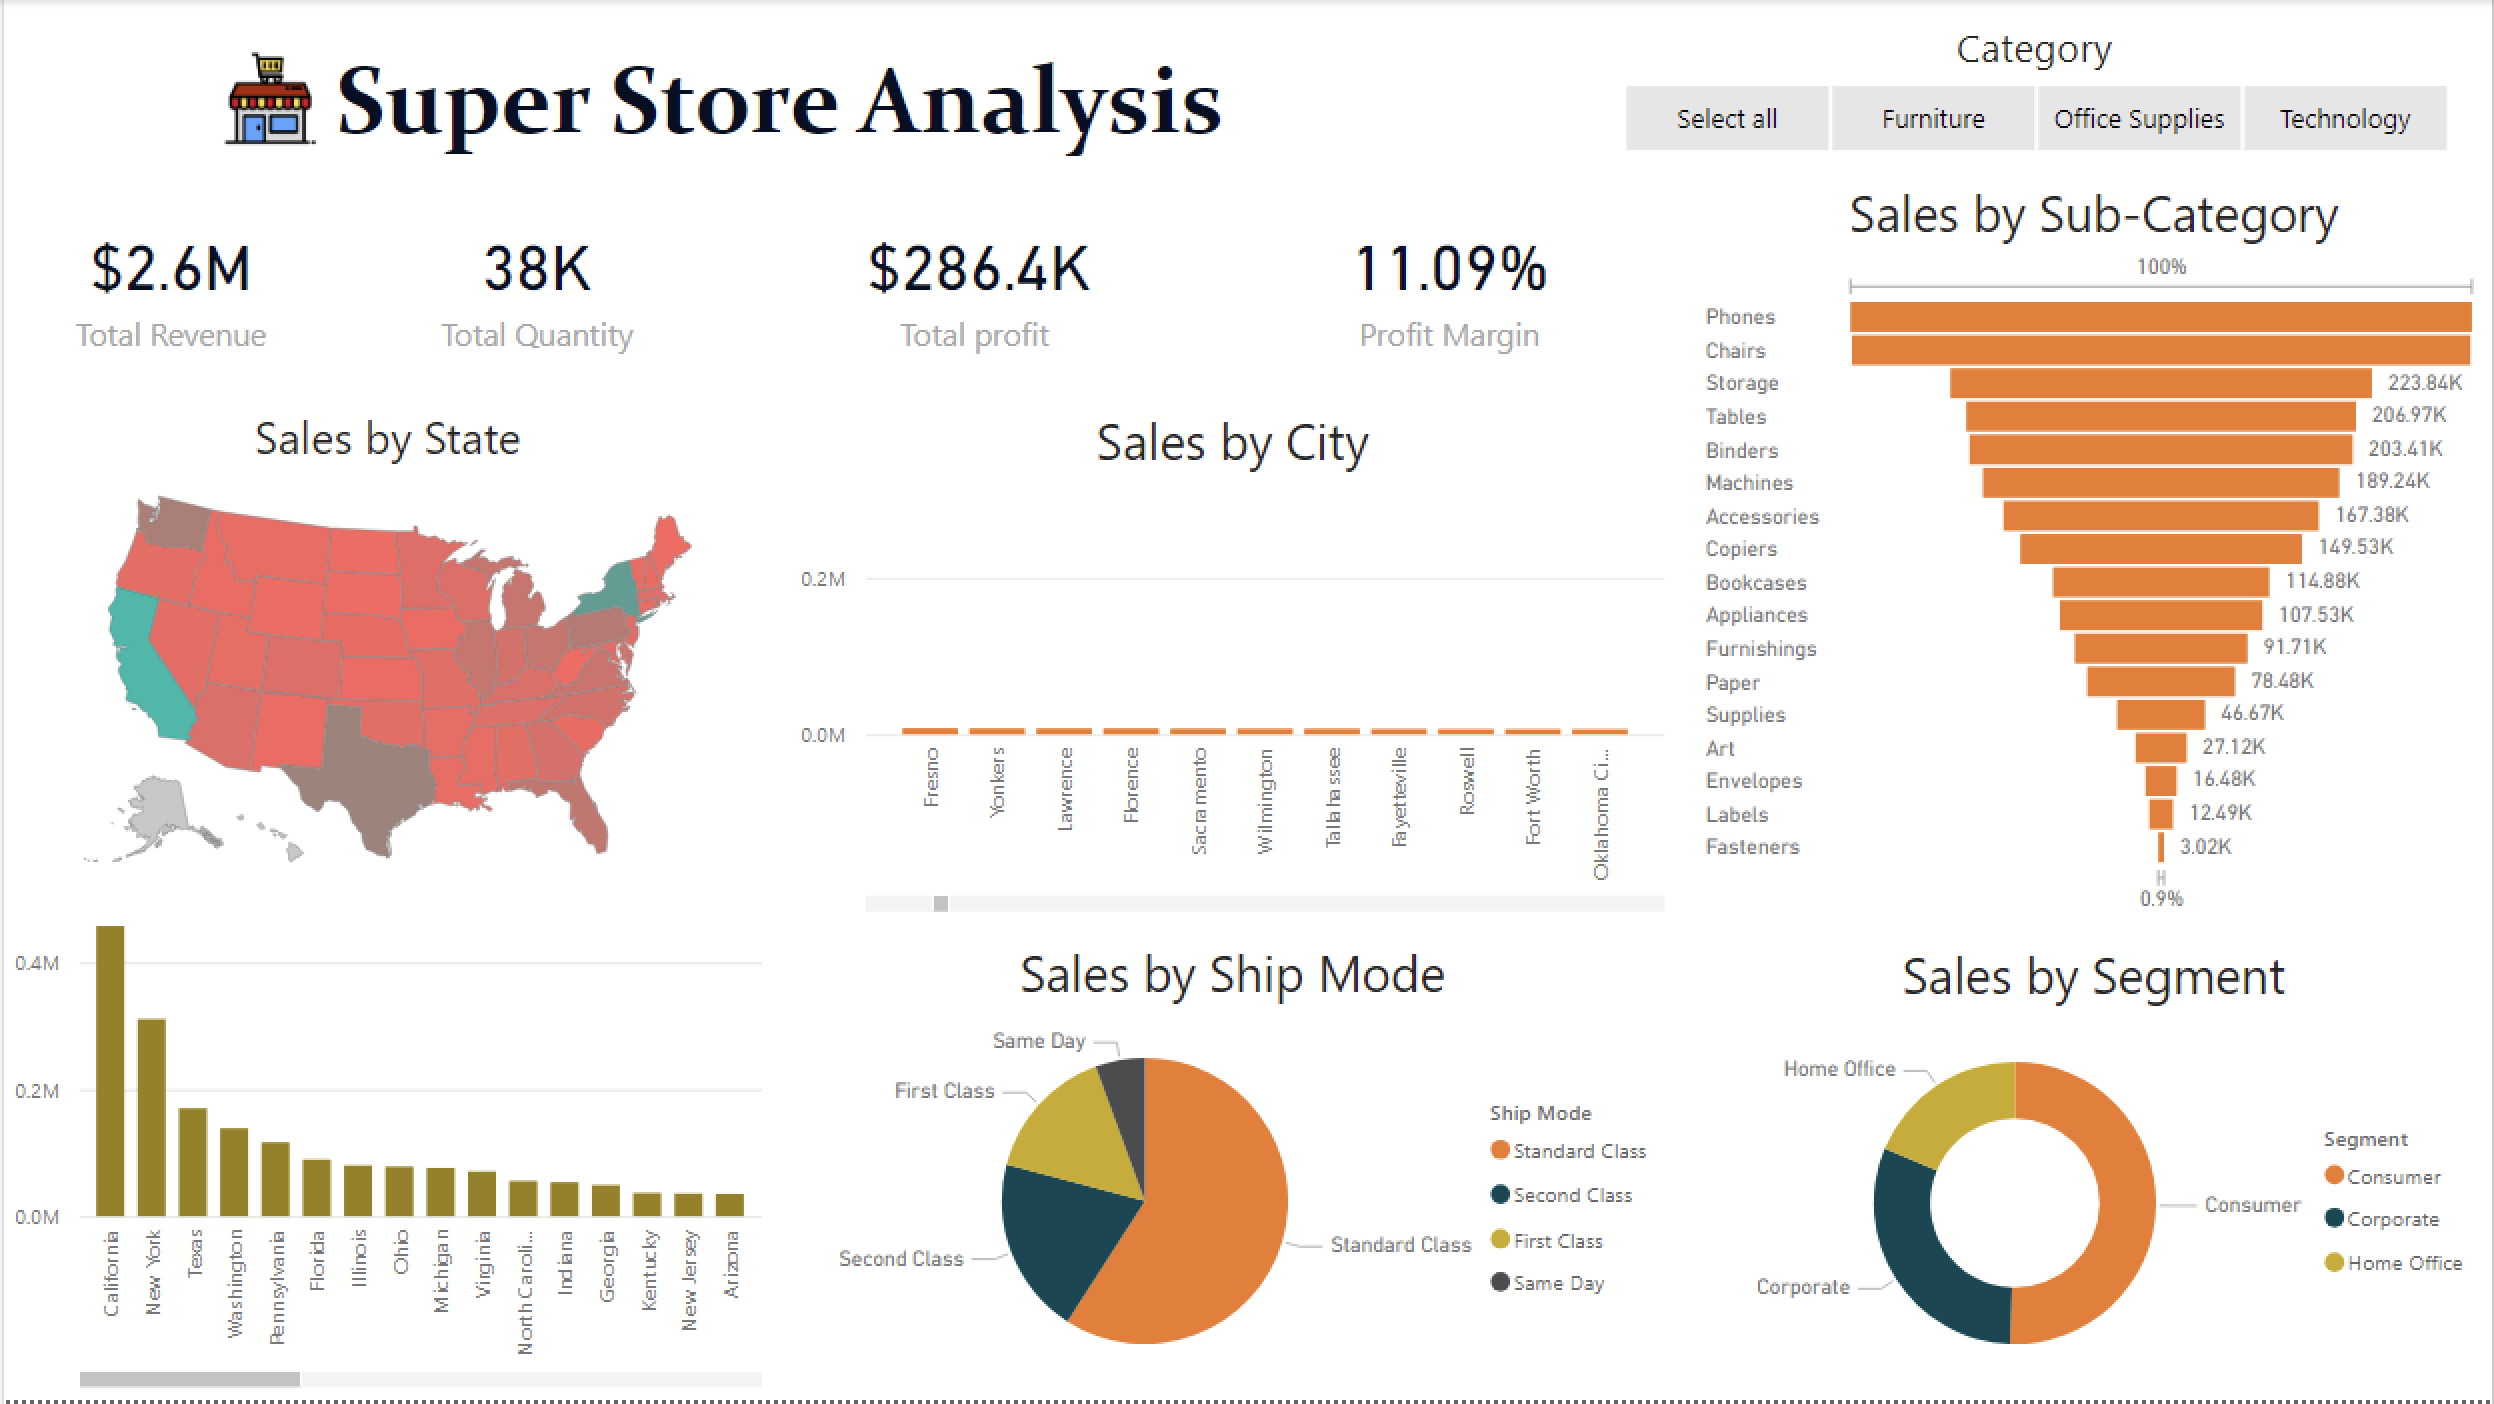 Super Store Analysis
Category
Select all
Furniture
Office Supplies
Technology
$2.6M
Total Revenue
38K
Total Quantity
$286.4K
Total profit
11.09%
Profit Margin
Sales by Sub-Category
100%
Phones
Chairs
Storage 223.84K
Tables 206.97K
Binders 203.41K
Machines 189.24K
Accessories 167.38K
Copiers 149.53K
Bookcases 114.88K
Appliances 107.53K
Furnishings 91.71K
Paper 78.48K
Supplies 46.67K
Art 27.12K
Envelopes 16.48K
Labels 12.49K
Fasteners 3.02K
0.9%
Sales by State
0.4M
0.2M
0.0M
California
New York
Texas
Washington
Pennsylvania
Florida
Illinois
Ohio
Michigan
Virginia
North Caroli...
Indiana
Georgia
Kentucky
New Jersey
Arizona
Sales by City
0.2M
0.0M
Fresno
Yonkers
Lawrence
Florence
Sacramento
Wilmington
Tallahassee
Fayetteville
Roswell
Fort Worth
Oklahoma Ci...
Sales by Ship Mode
Same Day
First Class
Second Class
Standard Class
Ship Mode
Standard Class
Second Class
First Class
Same Day
Sales by Segment
Home Office
Consumer
Corporate
Segment
Consumer
Corporate
Home Office